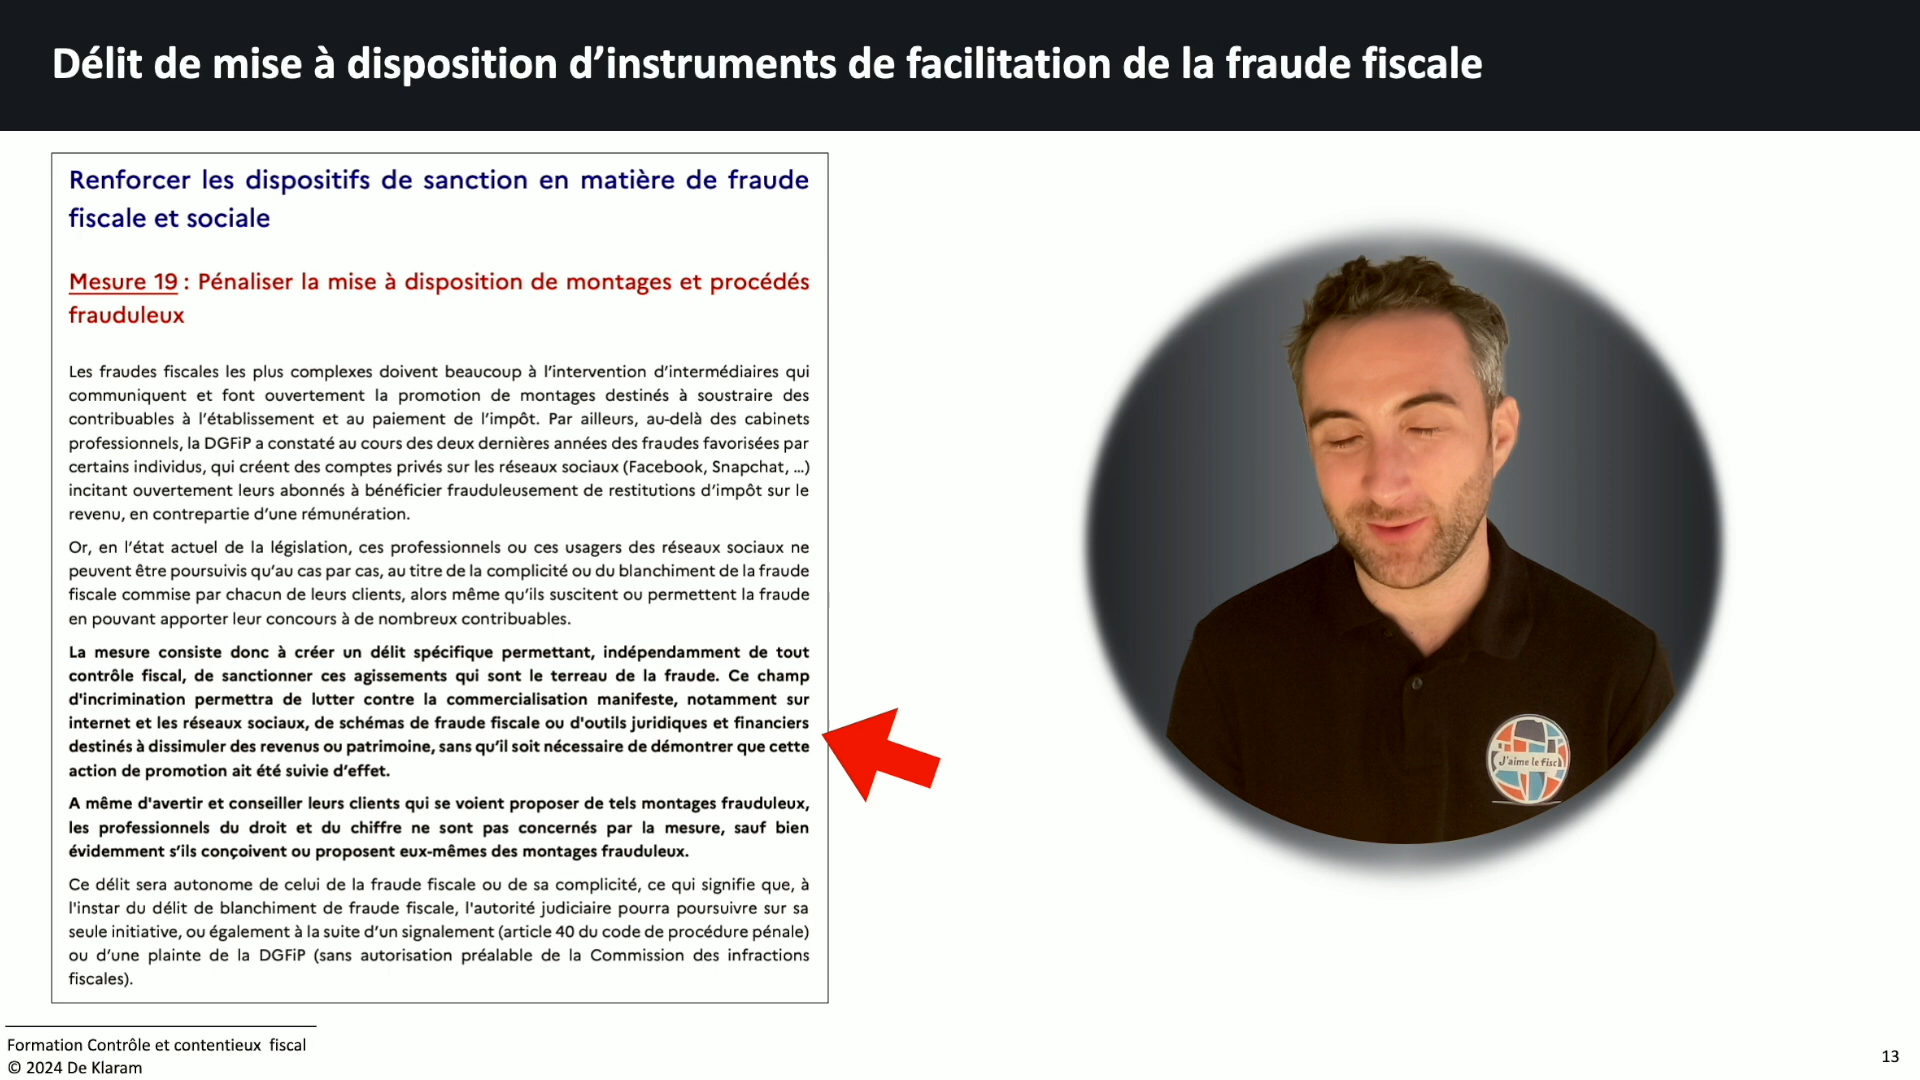 Délit de mise à disposition d’instruments de facilitation de la fraude fiscale
Renforcer les dispositifs de sanction en matière de fraude
fiscale et sociale
Mesure 19 : Pénaliser la mise à disposition de montages et procédés
frauduleux
Les fraudes fiscales les plus complexes doivent beaucoup à l’intervention d’intermédiaires qui
communiquent et font ouvertement la promotion de montages destinés à soustraire des
contribuables à l’établissement et au paiement de l’impôt. Par ailleurs, au-delà des cabinets
professionnels, la DGFiP a constaté au cours des deux dernières années des fraudes favorisées par
certains individus, qui créent des comptes privés sur les réseaux sociaux (Facebook, Snapchat, …)
incitant ouvertement leurs abonnés à bénéficier frauduleusement de restitutions d’impôt sur le
revenu, en contrepartie d’une rémunération.
Or, en l’état actuel de la législation, ces professionnels ou ces usagers des réseaux sociaux ne
peuvent être poursuivis qu’au cas par cas, au titre de la complicité ou du blanchiment de la fraude
fiscale commise par chacun de leurs clients, alors même qu’ils suscitent ou permettent la fraude
en pouvant apporter leur concours à de nombreux contribuables.
La mesure consiste donc à créer un délit spécifique permettant, indépendamment de tout
contrôle fiscal, de sanctionner ces agissements qui sont le terreau de la fraude. Ce champ
d'incrimination permettra de lutter contre la commercialisation manifeste, notamment sur
internet et les réseaux sociaux, de schémas de fraude fiscale ou d'outils juridiques et financiers
destinés à dissimuler des revenus ou patrimoine, sans qu’il soit nécessaire de démontrer que cette
action de promotion ait été suivie d’effet.
A même d'avertir et conseiller leurs clients qui se voient proposer de tels montages frauduleux,
les professionnels du droit et du chiffre ne sont pas concernés par la mesure, sauf bien
évidemment s’ils conçoivent ou proposent eux-mêmes des montages frauduleux.
Ce délit sera autonome de celui de la fraude fiscale ou de sa complicité, ce qui signifie que, à
l'instar du délit de blanchiment de fraude fiscale, l'autorité judiciaire pourra poursuivre sur sa
seule initiative, ou également à la suite d’un signalement (article 40 du code de procédure pénale)
ou d’une plainte de la DGFiP (sans autorisation préalable de la Commission des infractions
fiscales).
J'aime le fisc
Formation Contrôle et contentieux fiscal
© 2024 De Klaram
13